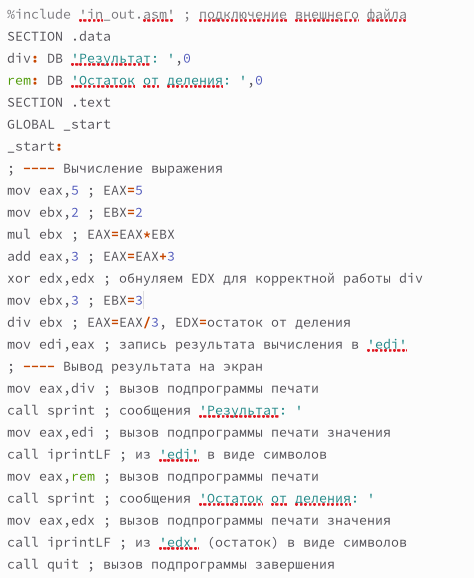 %include 'in_out.asm' ; подключение внешнего файла
SECTION .data
div: DB 'Результат: ',0
rem: DB 'Остаток от деления: ',0
SECTION .text
GLOBAL _start
_start:
; ---- Вычисление выражения
mov eax,5 ; EAX=5
mov ebx,2 ; EBX=2
mul ebx ; EAX=EAX*EBX
add eax,3 ; EAX=EAX+3
xor edx,edx ; обнуляем EDX для корректной работы div
mov ebx,3 ; EBX=3
div ebx ; EAX=EAX/3, EDX=остаток от деления
mov edi,eax ; запись результата вычисления в 'edi'
; ---- Вывод результата на экран
mov eax,div ; вызов подпрограммы печати
call sprint ; сообщения 'Результат: '
mov eax,edi ; вызов подпрограммы печати значения
call iprintLF ; из 'edi' в виде символов
mov eax,rem ; вызов подпрограммы печати
call sprint ; сообщения 'Остаток от деления: '
mov eax,edx ; вызов подпрограммы печати значения
call iprintLF ; из 'edx' (остаток) в виде символов
call quit ; вызов подпрограммы завершения